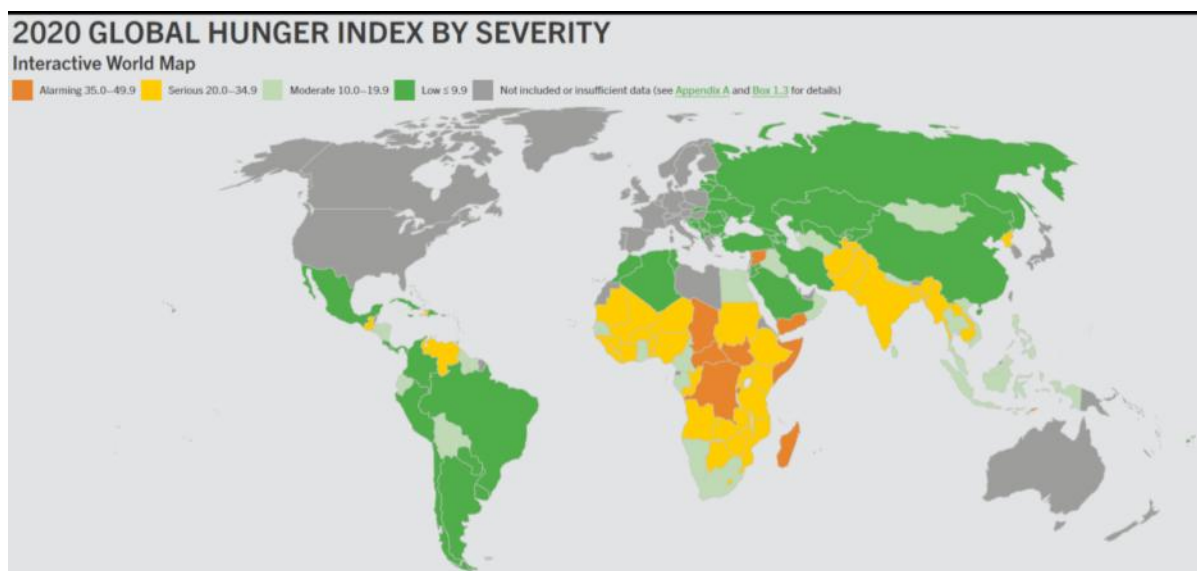 2020 GLOBAL HUNGER INDEX BY SEVERITY
Interactive World Map
Alarming 35.0–49.9 Serious 20.0–34.9 Moderate 10.0–19.9 Low ≤ 9.9 Not included or insufficient data (see Appendix A and Box 1.3 for details)